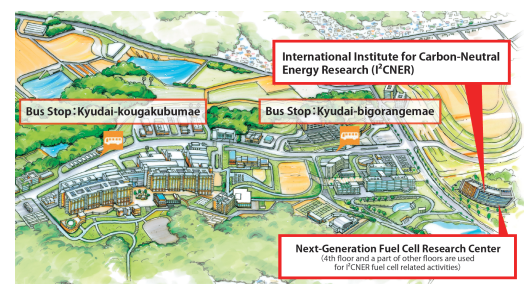 International Institute for Carbon-Neutral
Energy Research (I²CNER)
Bus Stop：Kyudai-kougakubumae
Bus Stop：Kyudai-bigorangemae
Next-Generation Fuel Cell Research Center
(4th floor and a part of other floors are used
for I²CNER fuel cell related activities)